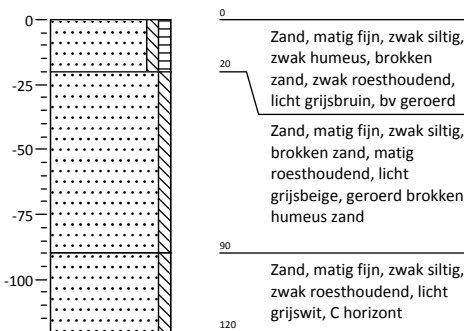 0
-25
-50
-75
-100
0
Zand, matig fijn, zwak siltig,
zwak humeus, brokken
zand, zwak roesthoudend,
licht grijsbruin, bv geroerd
20
Zand, matig fijn, zwak siltig,
brokken zand, matig
roesthoudend, licht
grijsbeige, geroerd brokken
humeus zand
90
Zand, matig fijn, zwak siltig,
zwak roesthoudend, licht
grijswit, C horizont
120